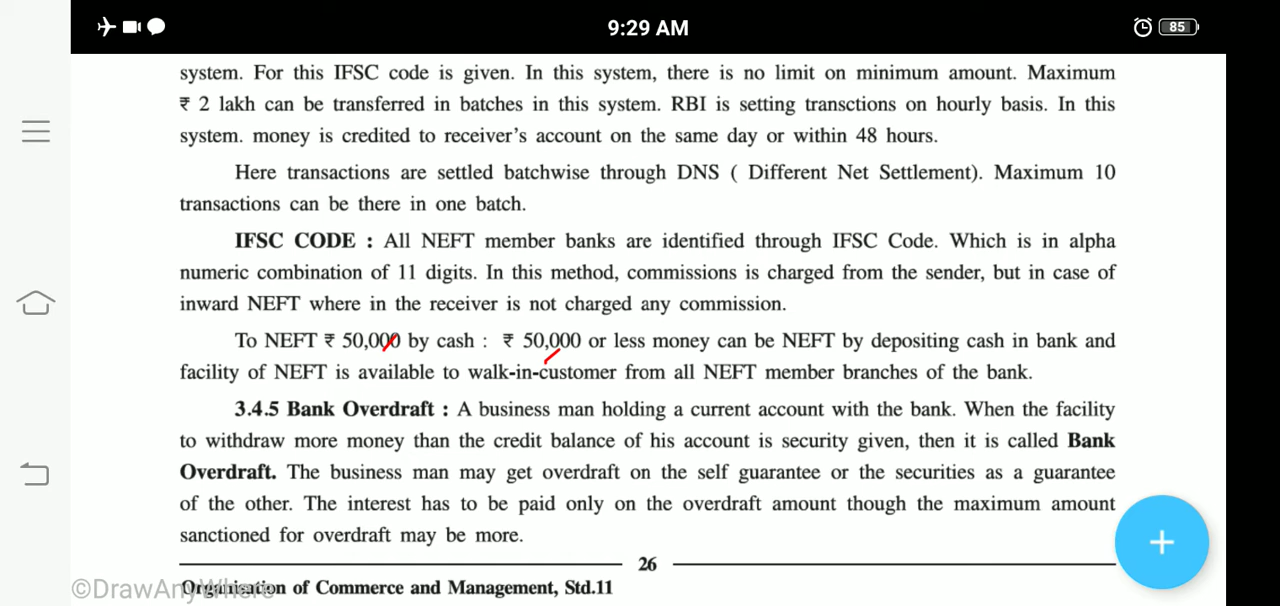 9:29 AM
85
system. For this IFSC code is given. In this system, there is no limit on minimum amount. Maximum
₹ 2 lakh can be transferred in batches in this system. RBI is setting transctions on hourly basis. In this
system. money is credited to receiver's account on the same day or within 48 hours.
Here transactions are settled batchwise through DNS ( Different Net Settlement). Maximum 10
transactions can be there in one batch.
IFSC CODE : All NEFT member banks are identified through IFSC Code. Which is in alpha
numeric combination of 11 digits. In this method, commissions is charged from the sender, but in case of
inward NEFT where in the receiver is not charged any commission.
To NEFT ₹ 50,000 by cash : ₹ 50,000 or less money can be NEFT by depositing cash in bank and
facility of NEFT is available to walk-in-customer from all NEFT member branches of the bank.
3.4.5 Bank Overdraft : A business man holding a current account with the bank. When the facility
to withdraw more money than the credit balance of his account is security given, then it is called Bank
Overdraft. The business man may get overdraft on the self guarantee or the securities as a guarantee
of the other. The interest has to be paid only on the overdraft amount though the maximum amount
sanctioned for overdraft may be more.
26
Organisation of Commerce and Management, Std.11
©DrawAnyWhere